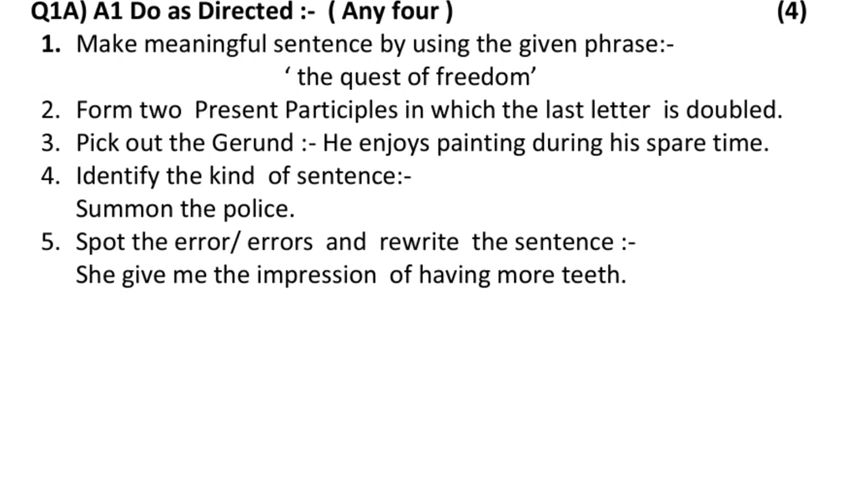 Q1A) A1 Do as Directed :- ( Any four ) (4)
1. Make meaningful sentence by using the given phrase:-
‘ the quest of freedom’
2. Form two Present Participles in which the last letter is doubled.
3. Pick out the Gerund :- He enjoys painting during his spare time.
4. Identify the kind of sentence:-
Summon the police.
5. Spot the error/ errors and rewrite the sentence :-
She give me the impression of having more teeth.